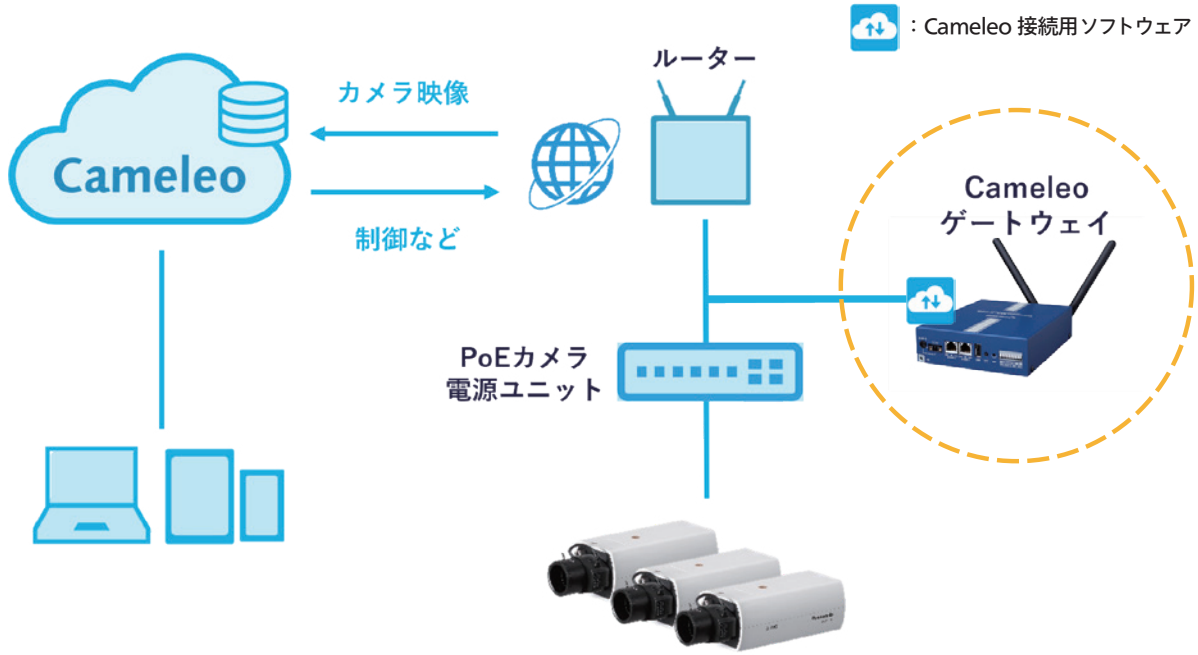 ：Cameleo 接続用ソフトウェア
ルーター
カメラ映像
Cameleo
制御など
Cameleo
ゲートウェイ
PoEカメラ
電源ユニット